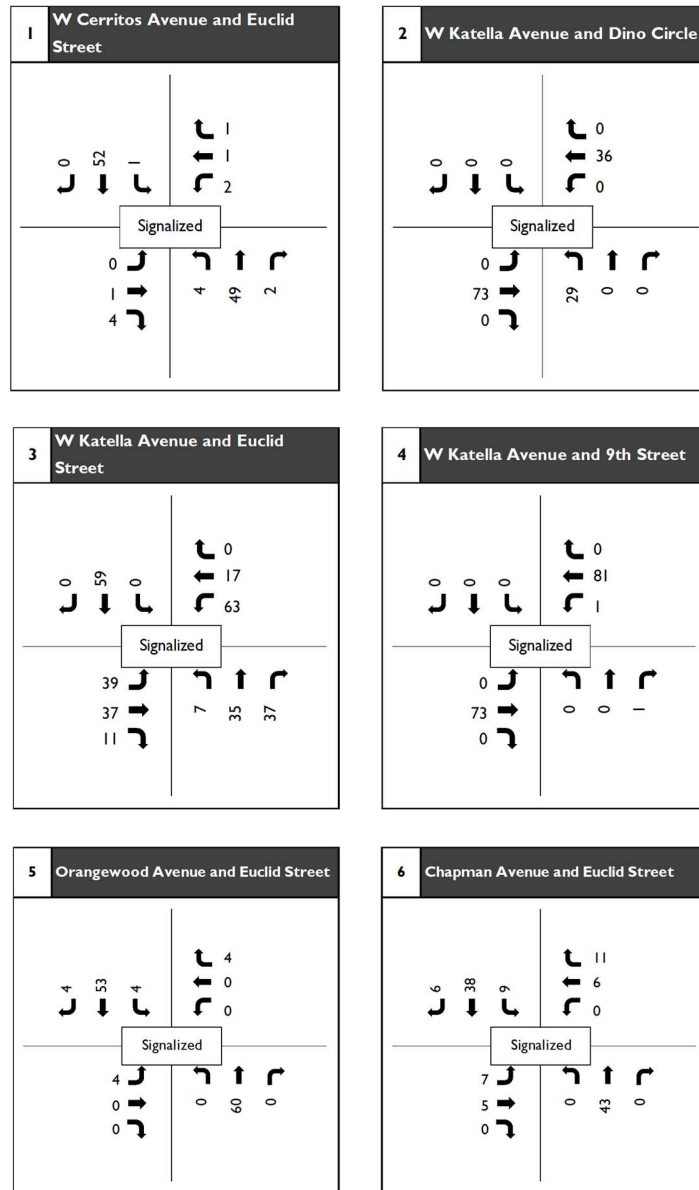 1 W Cerritos Avenue and Euclid
Street
0 52 1
1
1
2
Signalized
0
1
4
4 49 2
2 W Katella Avenue and Dino Circle
0 0 0
0
36
0
Signalized
0
73
0
29 0 0
3 W Katella Avenue and Euclid
Street
0 59 0
0
17
63
Signalized
39
37
11
7 35 37
4 W Katella Avenue and 9th Street
0 0 0
0
81
1
Signalized
0
73
0
0 0 1
5 Orangewood Avenue and Euclid Street
4 53 4
4
0
0
Signalized
4
0
0
0 60 0
6 Chapman Avenue and Euclid Street
6 38 9
11
6
0
Signalized
7
5
0
0 43 0